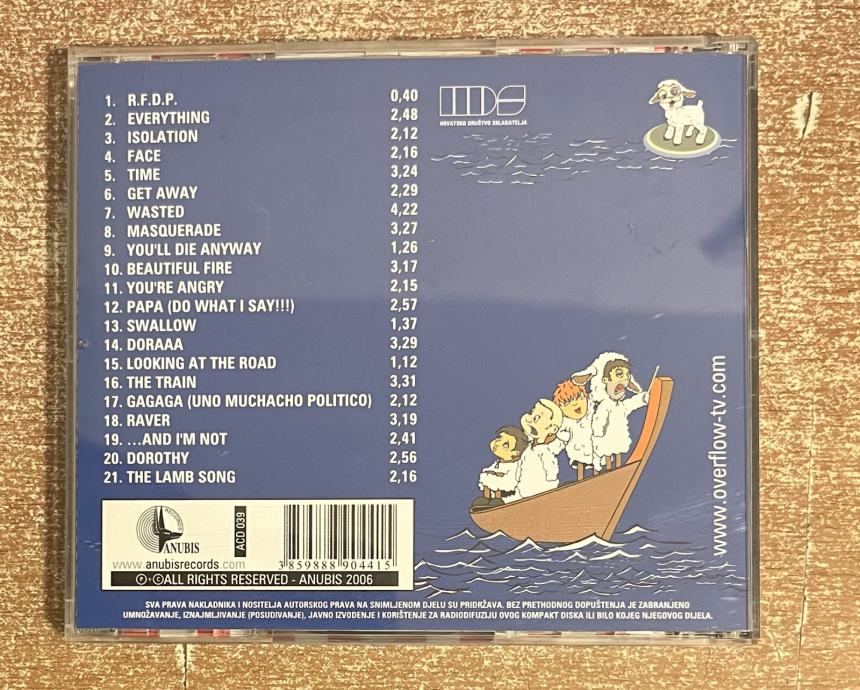 1. R.F.D.P. 0,40
2. EVERYTHING 2,48
3. ISOLATION 2,12
4. FACE 2,16
5. TIME 3,24
6. GET AWAY 2,29
7. WASTED 4,22
8. MASQUERADE 3,27
9. YOU'LL DIE ANYWAY 1,26
10. BEAUTIFUL FIRE 3,17
11. YOU'RE ANGRY 2,15
12. PAPA (DO WHAT I SAY!!!) 2,57
13. SWALLOW 1,37
14. DORAAA 3,29
15. LOOKING AT THE ROAD 1,12
16. THE TRAIN 3,31
17. GAGAGA (UNO MUCHACHO POLITICO) 2,12
18. RAVER 3,19
19. ...AND I'M NOT 2,41
20. DOROTHY 2,56
21. THE LAMB SONG 2,16
HDS
HRVATSKO DRUŠTVO SKLADATELJA
www.overflow-tv.com
RECORDS
ANUBIS
www.anubisrecords.com
ACD 039
3 859888 904415
℗+©ALL RIGHTS RESERVED - ANUBIS 2006
SVA PRAVA NAKLADNIKA I NOSITELJA AUTORSKOG PRAVA NA SNIMLJENOM DJELU SU PRIDRŽAVA. BEZ PRETHODNOG DOPUŠTENJA JE ZABRANJENO
UMNOŽAVANJE, IZNAJMLJIVANJE (POSUĐIVANJE), JAVNO IZVOĐENJE I KORIŠTENJE ZA RADIODIFUZIJU OVOG KOMPAKT DISKA ILI BILO KOJEG NJEGOVOG DIJELA.